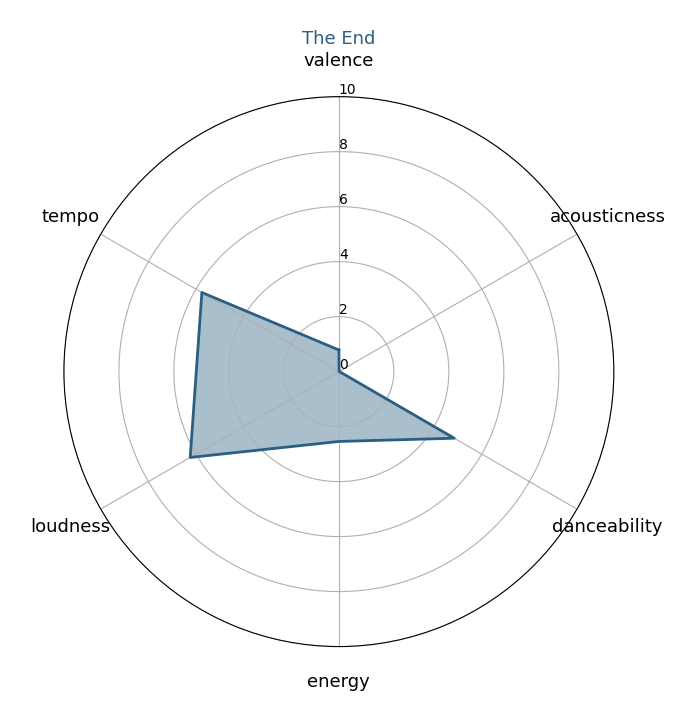 The End
valence
10
8
tempo
6
acousticness
4
2
0
loudness
danceability
energy